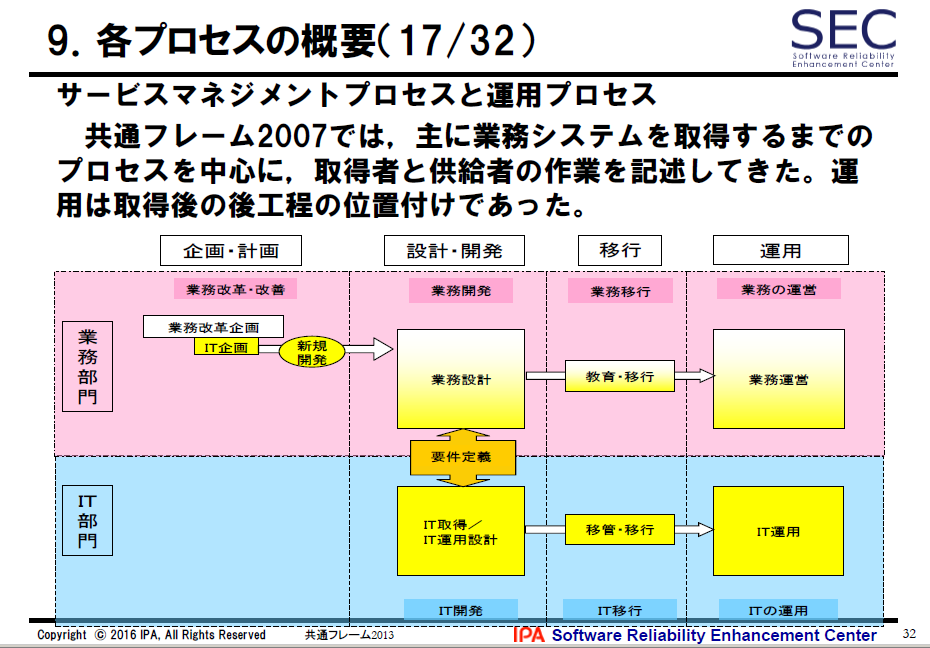 9．各プロセスの概要（17/32）
SEC
Software Reliability
Enhancement Center
サービスマネジメントプロセスと運用プロセス
共通フレーム2007では，主に業務システムを取得するまでの
プロセスを中心に，取得者と供給者の作業を記述してきた。運
用は取得後の後工程の位置付けであった。
企画・計画
設計・開発
移行
運用
業務改革・改善
業務開発
業務移行
業務の運営
業務部門
業務改革企画
IT企画
新規
開発
業務設計
教育・移行
業務運営
要件定義
IT部門
IT取得／
IT運用設計
移管・移行
IT運用
IT開発
IT移行
ITの運用
Copyright © 2016 IPA, All Rights Reserved
共通フレーム2013
IPA Software Reliability Enhancement Center
32